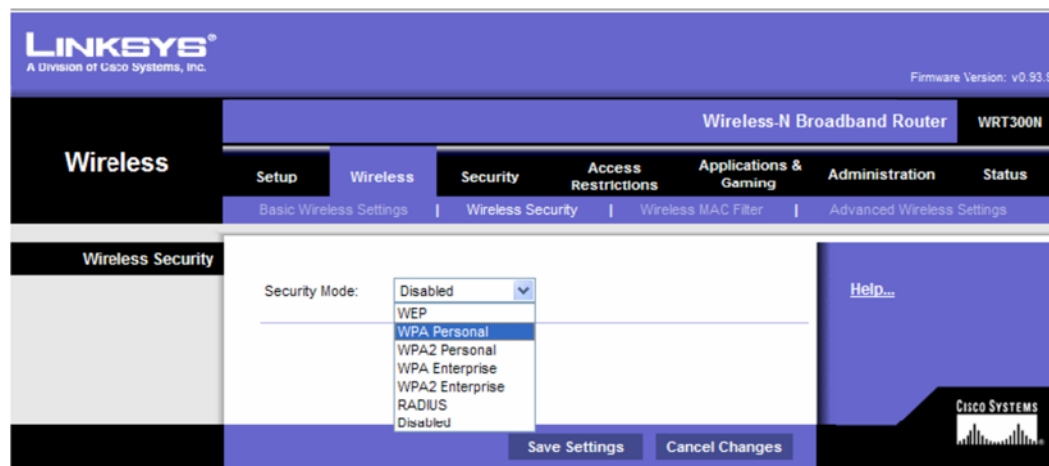 LINKSYS®
A Division of Cisco Systems, Inc.
Firmware Version: v0.93.9
Wireless-N Broadband Router WRT300N
Wireless
Setup Wireless Security Access Restrictions Applications & Gaming Administration Status
Basic Wireless Settings | Wireless Security | Wireless MAC Filter | Advanced Wireless Settings
Wireless Security
Security Mode: Disabled
Help...
WEP
WPA Personal
WPA2 Personal
WPA Enterprise
WPA2 Enterprise
RADIUS
Disabled
CISCO SYSTEMS
Save Settings Cancel Changes